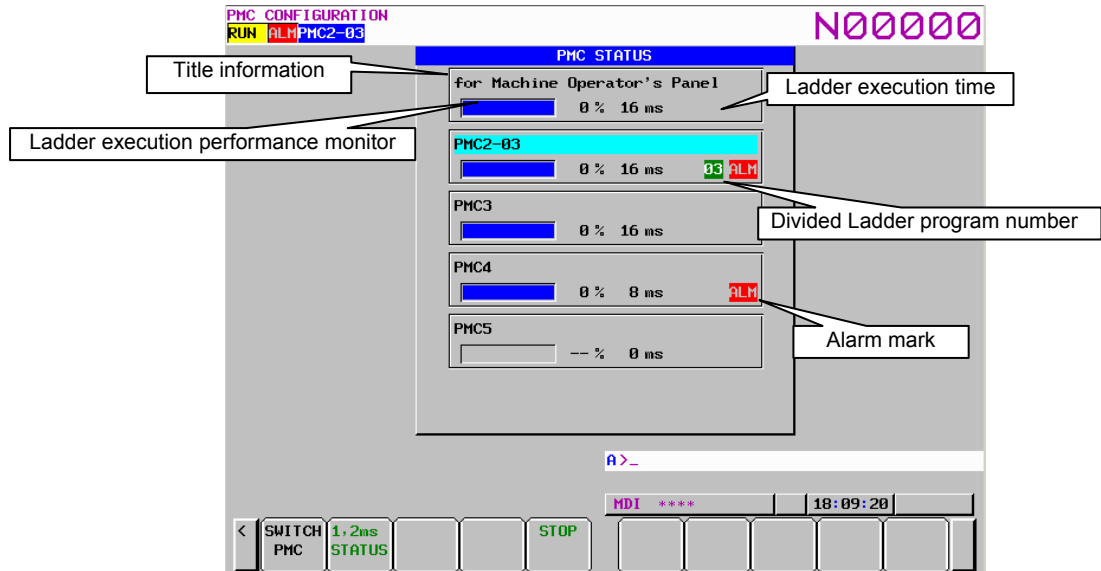 PMC CONFIGURATION
RUN ALM PMC2-03
N00000
PMC STATUS
Title information
for Machine Operator's Panel
Ladder execution time
0 % 16 ms
Ladder execution performance monitor
PMC2-03
0 % 16 ms 03 ALM
Divided Ladder program number
PMC3
0 % 16 ms
PMC4
0 % 8 ms ALM
Alarm mark
PMC5
-- % 0 ms
A>_
MDI ****
18:09:20
< SWITCH PMC
1,2ms STATUS
STOP